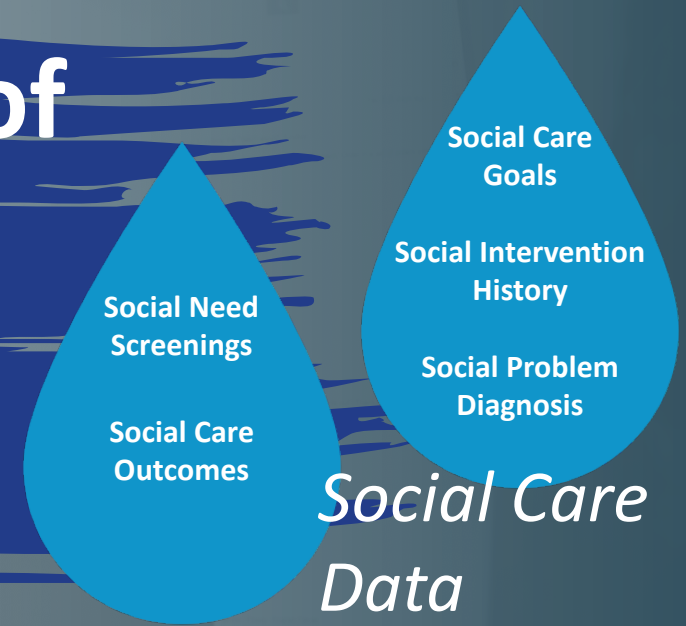 of
Social Need
Screenings
Social Care
Outcomes
Social Care
Goals
Social Intervention
History
Social Problem
Diagnosis
Social Care
Data